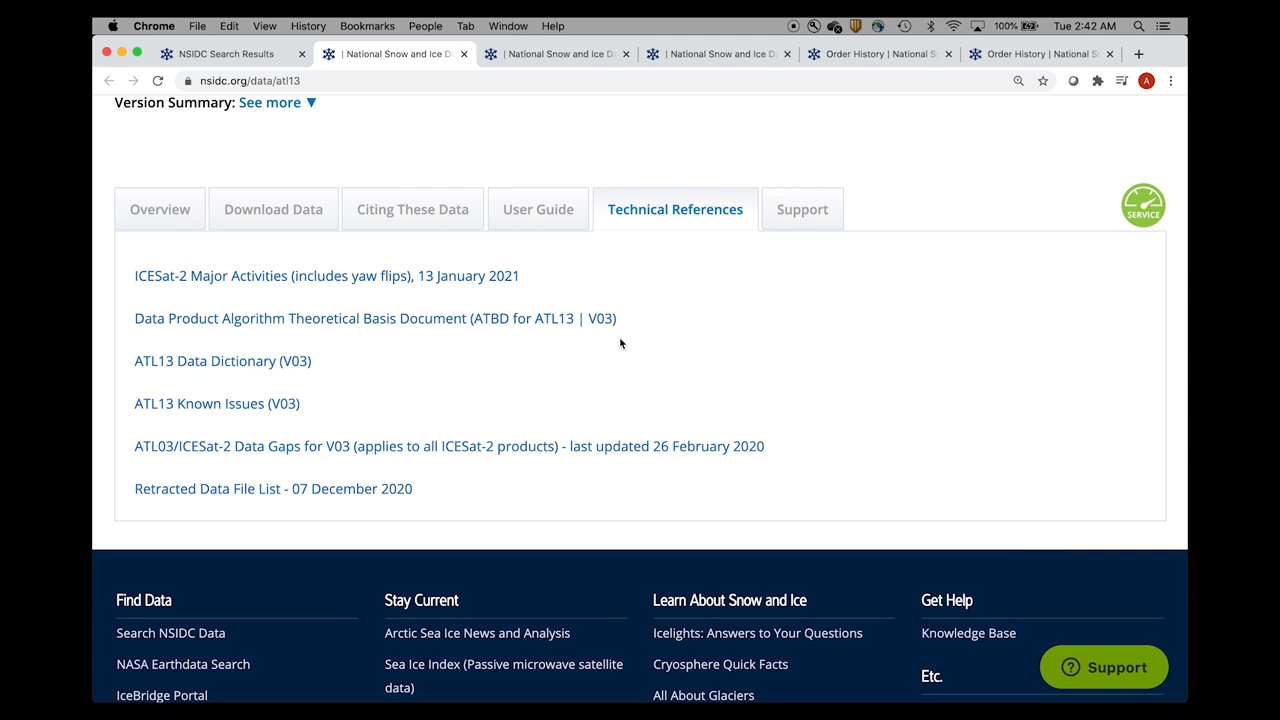 Chrome File Edit View History Bookmarks People Tab Window Help 100% Tue 2:42 AM
NSIDC Search Results | National Snow and Ice D | National Snow and Ice D | National Snow and Ice D Order History | National S Order History | National S
nsidc.org/data/atl13 A
Version Summary: See more ▼
Overview Download Data Citing These Data User Guide Technical References Support SERVICE
ICESat-2 Major Activities (includes yaw flips), 13 January 2021
Data Product Algorithm Theoretical Basis Document (ATBD for ATL13 | V03)
ATL13 Data Dictionary (V03)
ATL13 Known Issues (V03)
ATL03/ICESat-2 Data Gaps for V03 (applies to all ICESat-2 products) - last updated 26 February 2020
Retracted Data File List - 07 December 2020
Find Data Stay Current Learn About Snow and Ice Get Help
Search NSIDC Data Arctic Sea Ice News and Analysis Icelights: Answers to Your Questions Knowledge Base
NASA Earthdata Search Sea Ice Index (Passive microwave satellite Cryosphere Quick Facts Etc.
data)
IceBridge Portal All About Glaciers
Support